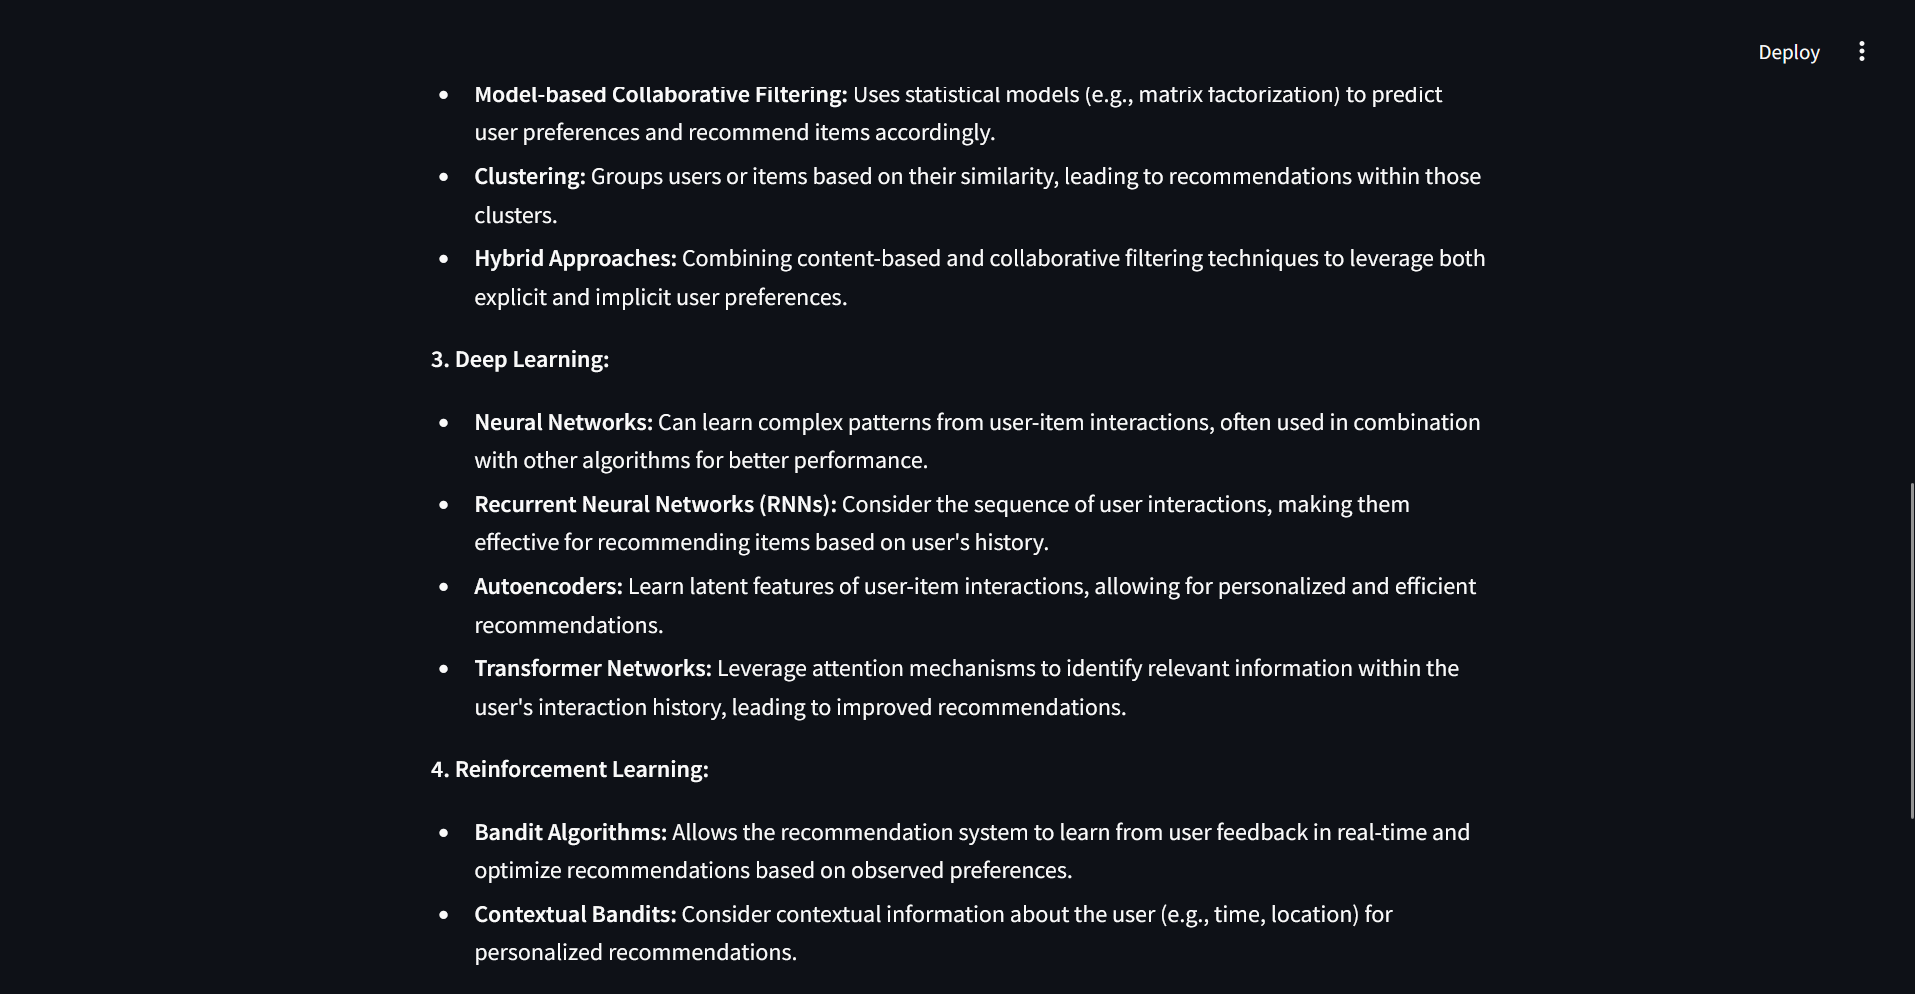 Deploy
• Model-based Collaborative Filtering: Uses statistical models (e.g., matrix factorization) to predict
user preferences and recommend items accordingly.
• Clustering: Groups users or items based on their similarity, leading to recommendations within those
clusters.
• Hybrid Approaches: Combining content-based and collaborative filtering techniques to leverage both
explicit and implicit user preferences.
3. Deep Learning:
• Neural Networks: Can learn complex patterns from user-item interactions, often used in combination
with other algorithms for better performance.
• Recurrent Neural Networks (RNNs): Consider the sequence of user interactions, making them
effective for recommending items based on user's history.
• Autoencoders: Learn latent features of user-item interactions, allowing for personalized and efficient
recommendations.
• Transformer Networks: Leverage attention mechanisms to identify relevant information within the
user's interaction history, leading to improved recommendations.
4. Reinforcement Learning:
• Bandit Algorithms: Allows the recommendation system to learn from user feedback in real-time and
optimize recommendations based on observed preferences.
• Contextual Bandits: Consider contextual information about the user (e.g., time, location) for
personalized recommendations.